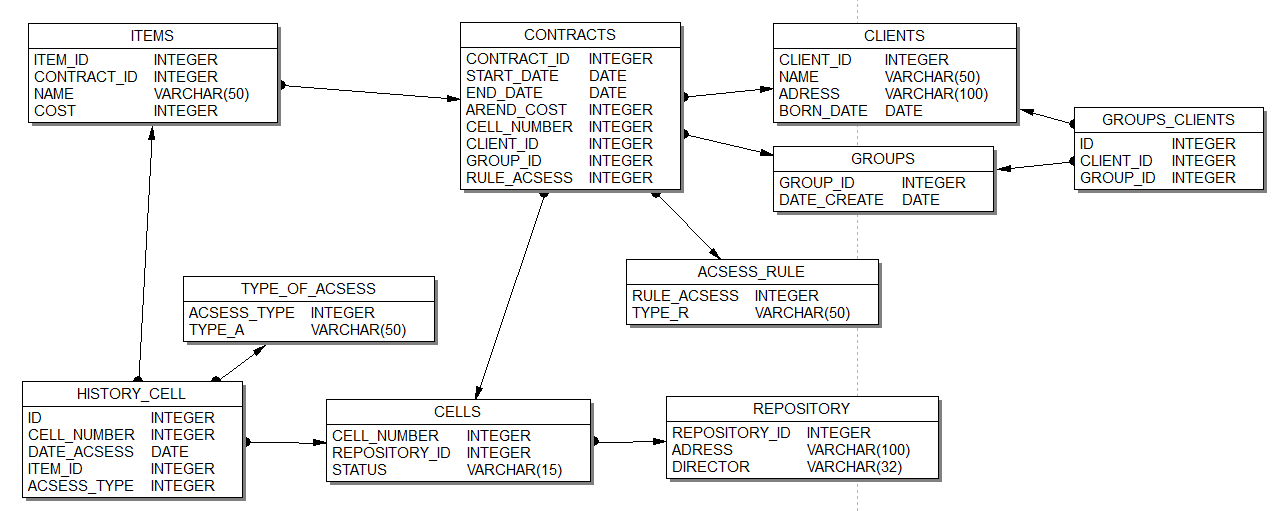 ITEMS
ITEM_ID INTEGER
CONTRACT_ID INTEGER
NAME VARCHAR(50)
COST INTEGER
CONTRACTS
CONTRACT_ID INTEGER
START_DATE DATE
END_DATE DATE
AREND_COST INTEGER
CELL_NUMBER INTEGER
CLIENT_ID INTEGER
GROUP_ID INTEGER
RULE_ACSESS INTEGER
CLIENTS
CLIENT_ID INTEGER
NAME VARCHAR(50)
ADRESS VARCHAR(100)
BORN_DATE DATE
GROUPS_CLIENTS
ID INTEGER
CLIENT_ID INTEGER
GROUP_ID INTEGER
GROUPS
GROUP_ID INTEGER
DATE_CREATE DATE
ACSESS_RULE
RULE_ACSESS INTEGER
TYPE_R VARCHAR(50)
TYPE_OF_ACSESS
ACSESS_TYPE INTEGER
TYPE_A VARCHAR(50)
HISTORY_CELL
ID INTEGER
CELL_NUMBER INTEGER
DATE_ACSESS DATE
ITEM_ID INTEGER
ACSESS_TYPE INTEGER
CELLS
CELL_NUMBER INTEGER
REPOSITORY_ID INTEGER
STATUS VARCHAR(15)
REPOSITORY
REPOSITORY_ID INTEGER
ADRESS VARCHAR(100)
DIRECTOR VARCHAR(32)